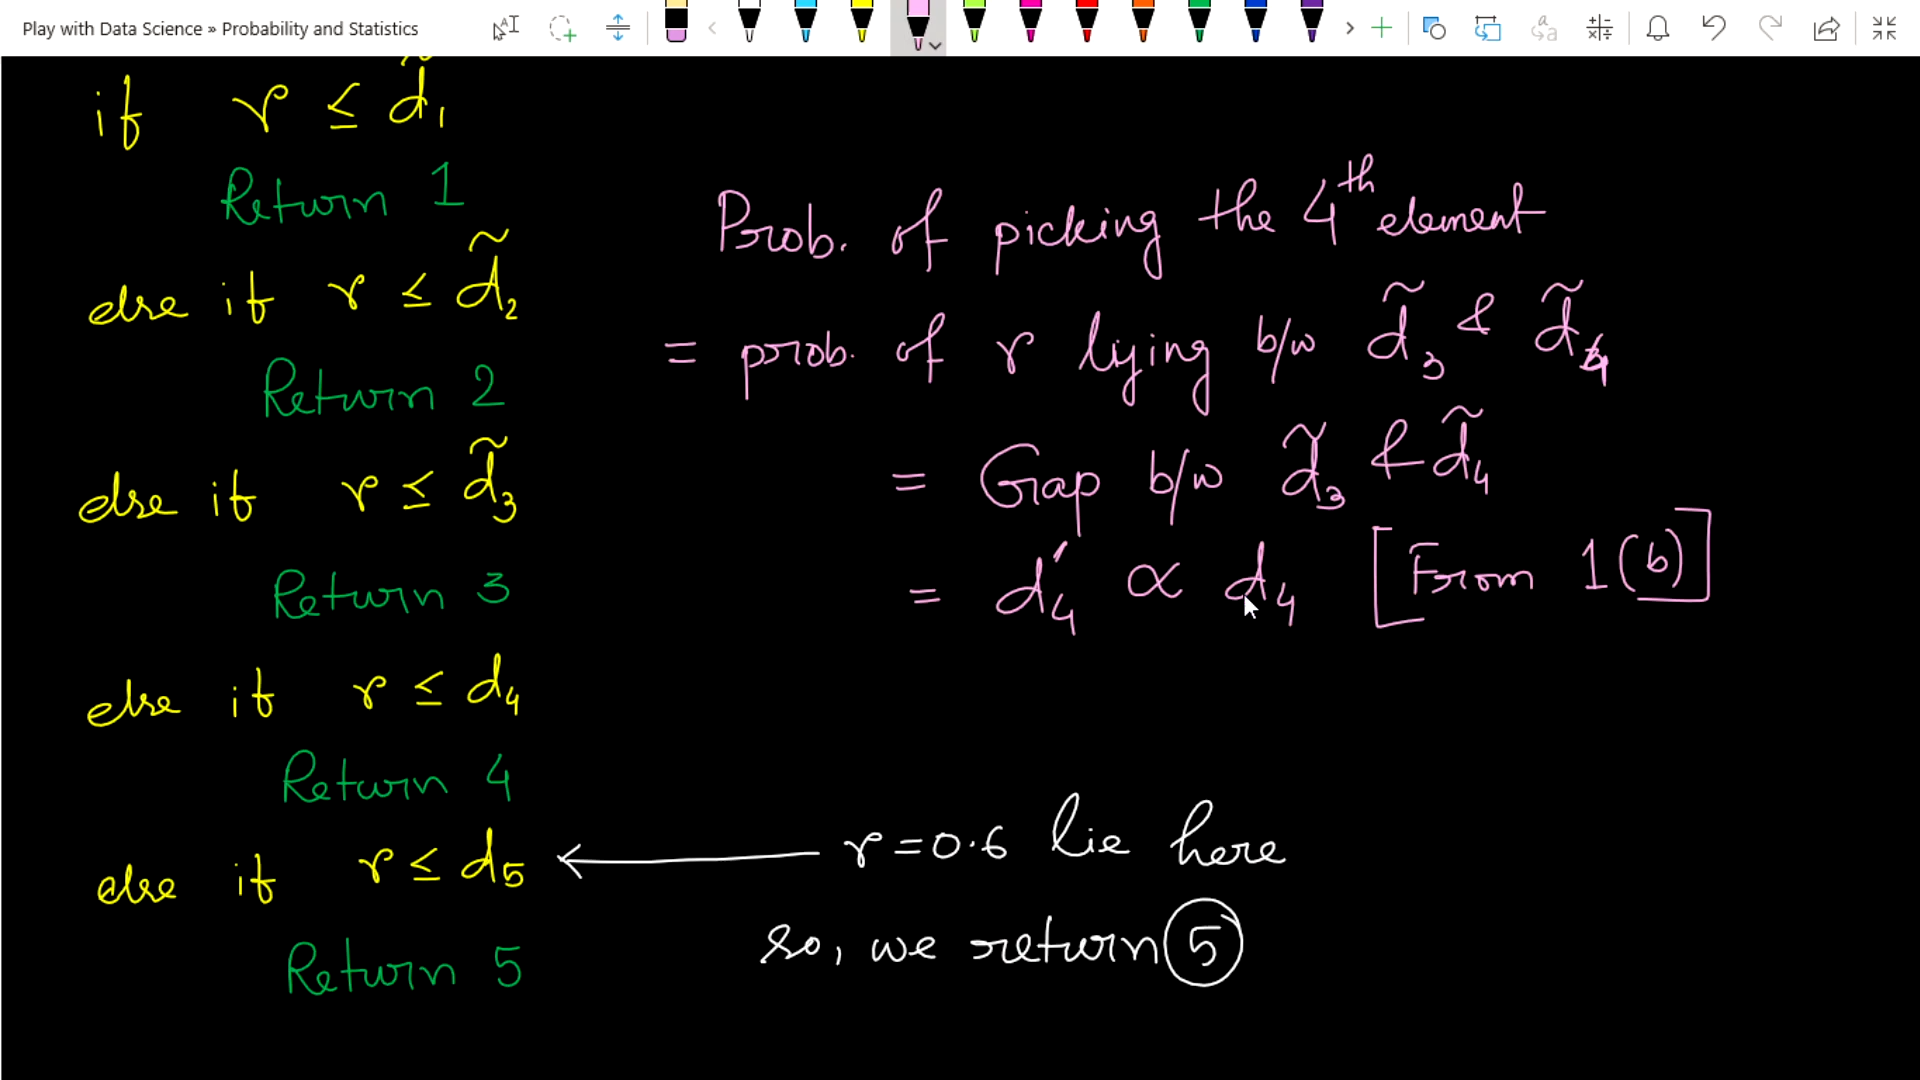 Play with Data Science » Probability and Statistics
if r ≤ d̃₁
Return 1
else if r ≤ d̃₂
Return 2
else if r ≤ d̃₃
Return 3
else if r ≤ d₄
Return 4
else if r ≤ d₅
Return 5
Prob. of picking the 4ᵗʰ element
= prob. of r lying b/w d̃₃ & d̃₄
= Gap b/w d̃₃ & d̃₄
= d′₄ ∝ d₄ [From 1(b)]
r = 0.6 lie here
so, we return 5